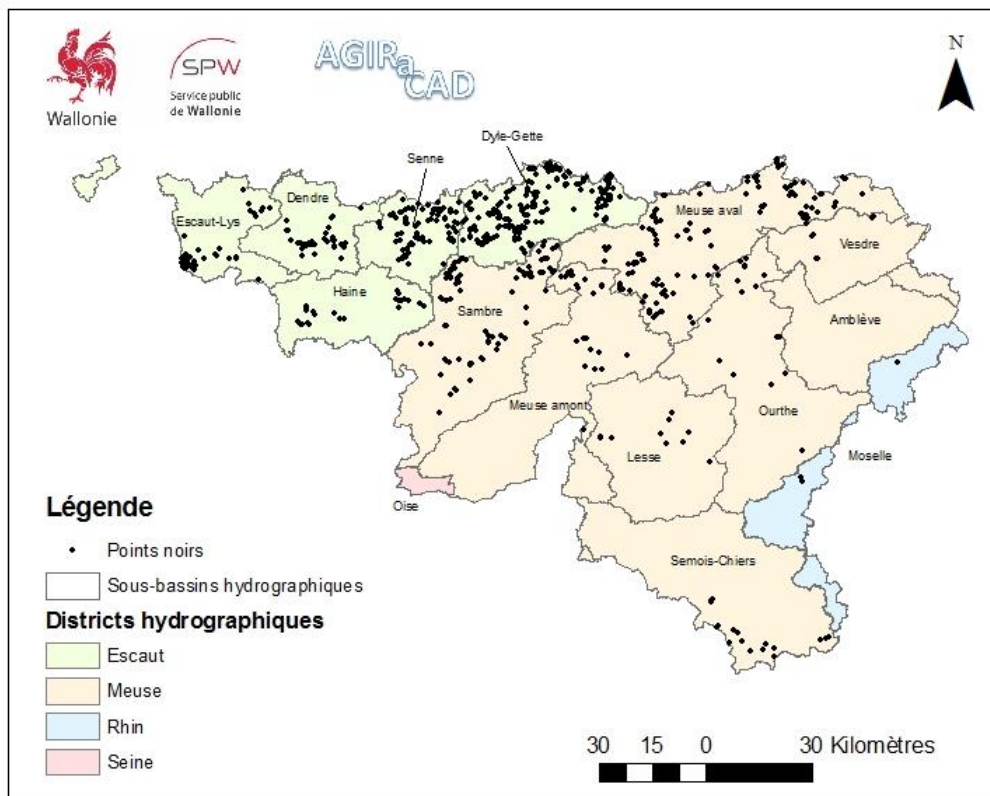 Wallonie
SPW
Service public
de Wallonie
AGIRaCAD
N
Dyle-Gette
Senne
Dendre
Escaut-Lys
Meuse aval
Vesdre
Haine
Sambre
Amblève
Meuse amont
Ourthe
Lesse
Moselle
Oise
Semois-Chiers
Légende
Points noirs
Sous-bassins hydrographiques
Districts hydrographiques
Escaut
Meuse
Rhin
Seine
30 15 0 30 Kilomètres